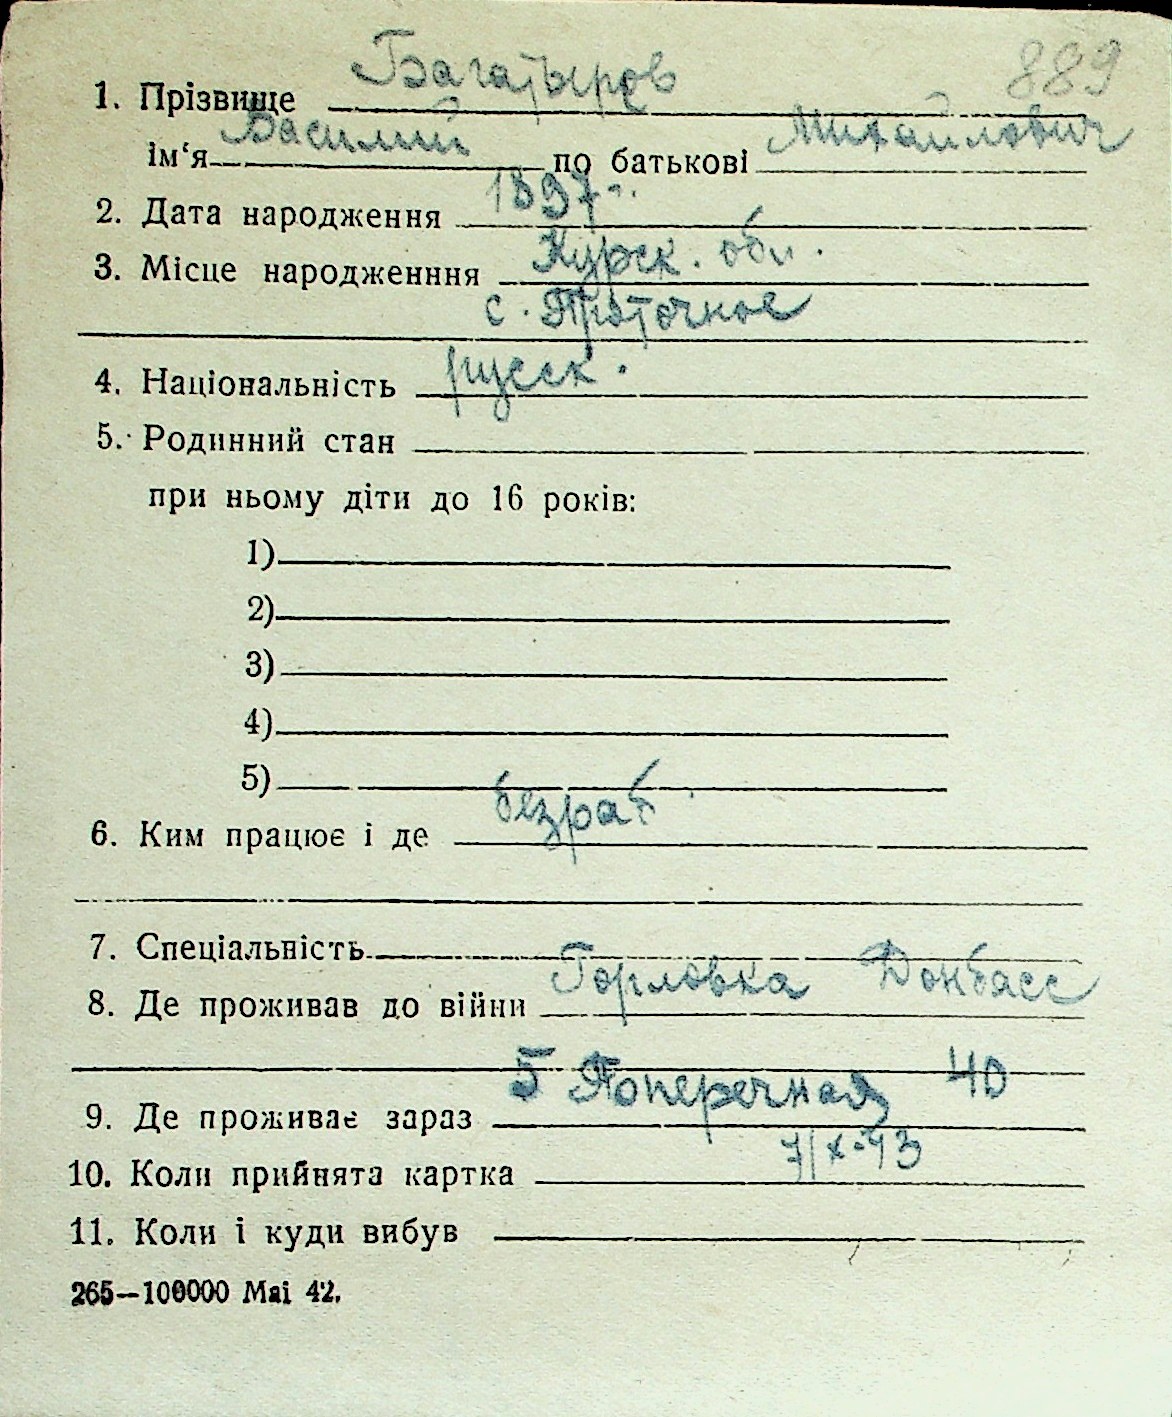 889
1. Прізвище Багатыров
ім‘я Василий по батькові Михайлович
2. Дата народження 1897 г.
3. Місце народженння Курск. обл.
с. Проточное
4. Національність русск.
5. Родинний стан
при ньому діти до 16 років:
1)
2)
3)
4)
5)
6. Ким працює і де безраб.
7. Спеціальність
8. Де проживав до війни Горловка Донбасс
9. Де проживає зараз 5 Поперечная 40
10. Коли прийнята картка 7/X-43
11. Коли і куди вибув
265—100000 Mai 42.